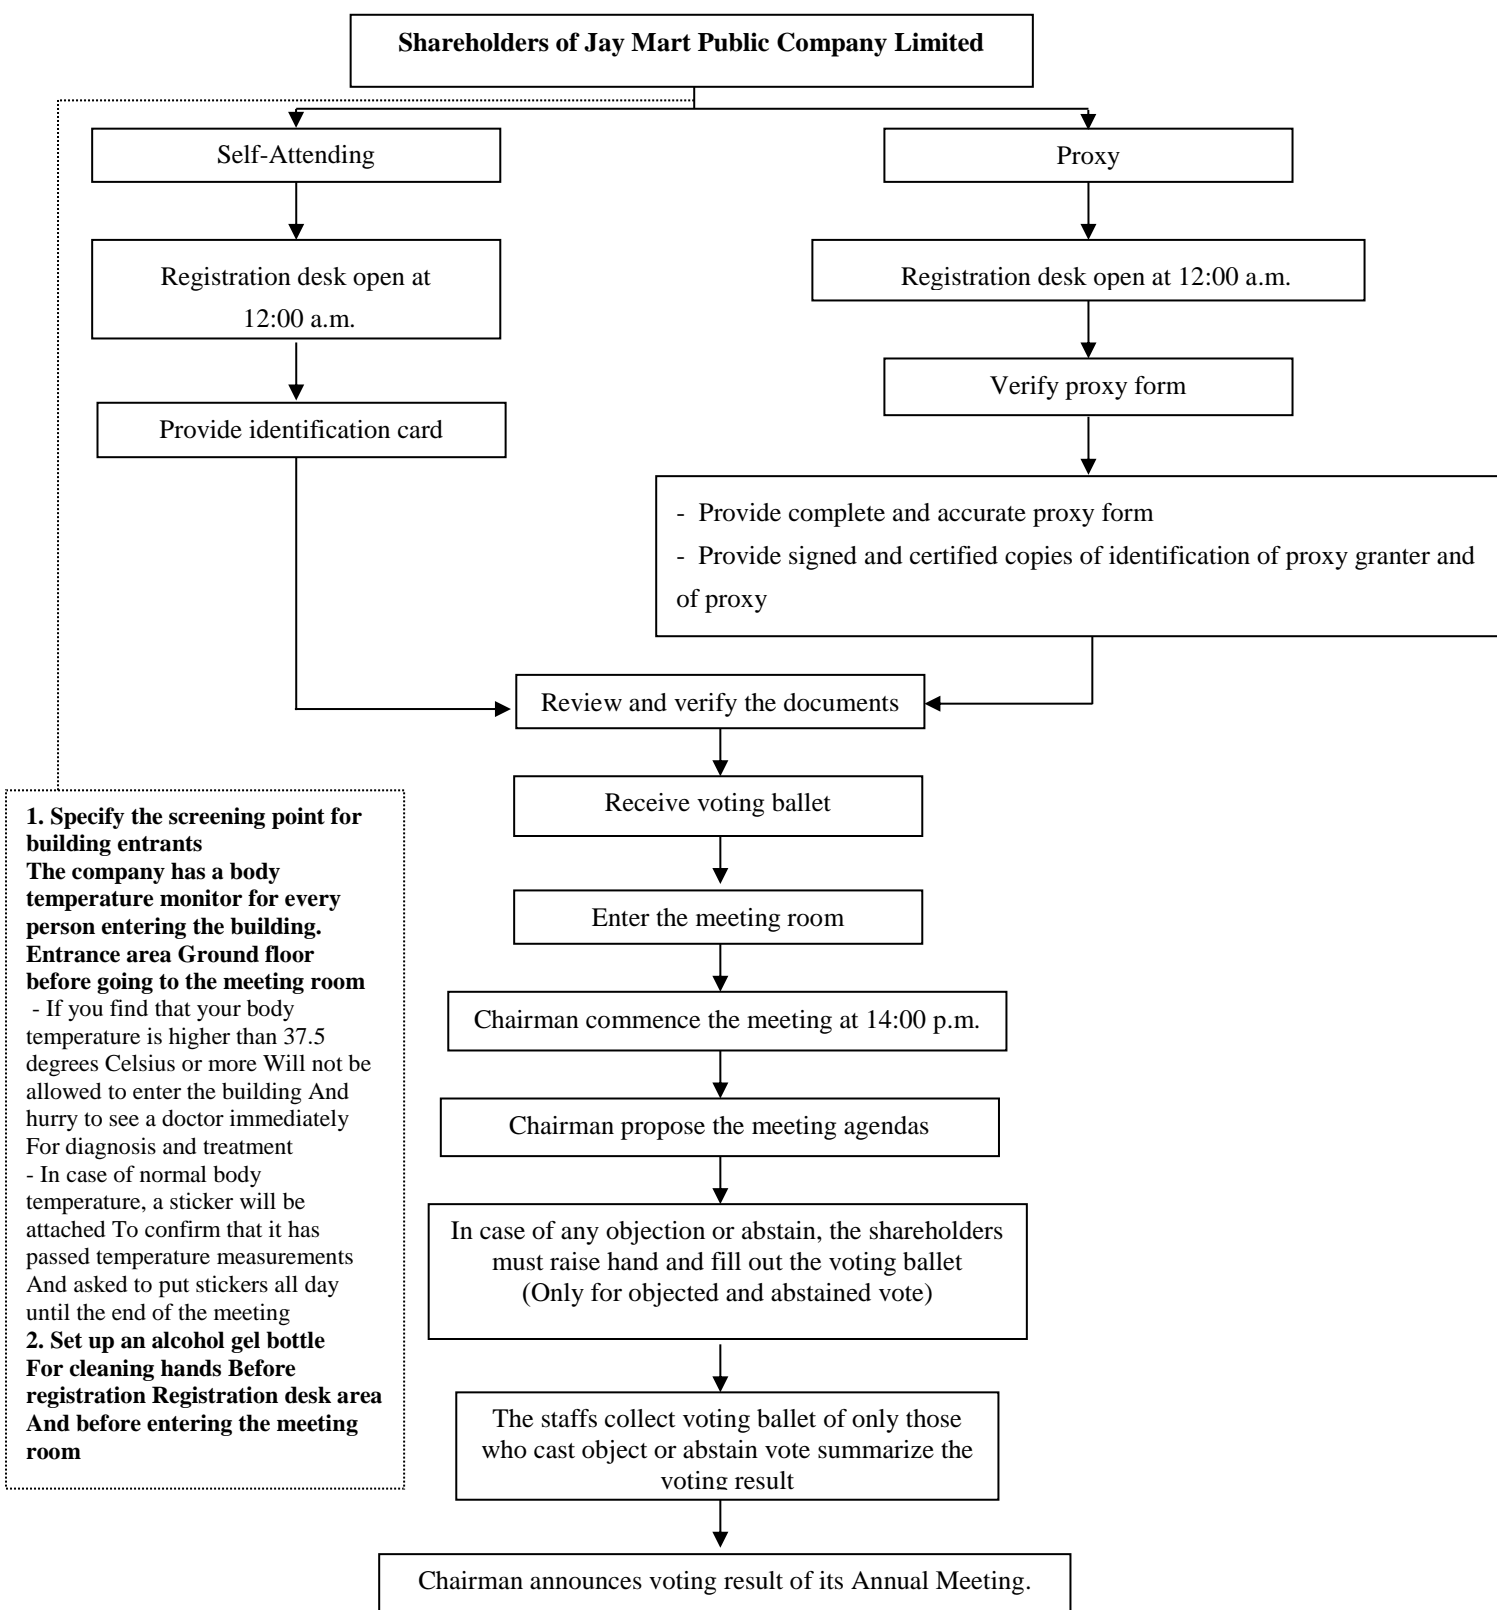 Shareholders of Jay Mart Public Company Limited
Self-Attending
Proxy
Registration desk open at
12:00 a.m.
Registration desk open at 12:00 a.m.
Verify proxy form
Provide identification card
- Provide complete and accurate proxy form
- Provide signed and certified copies of identification of proxy granter and
of proxy
Review and verify the documents
Receive voting ballet
Enter the meeting room
Chairman commence the meeting at 14:00 p.m.
Chairman propose the meeting agendas
In case of any objection or abstain, the shareholders
must raise hand and fill out the voting ballet
(Only for objected and abstained vote)
The staffs collect voting ballet of only those
who cast object or abstain vote summarize the
voting result
Chairman announces voting result of its Annual Meeting.
1. Specify the screening point for
building entrants
The company has a body
temperature monitor for every
person entering the building.
Entrance area Ground floor
before going to the meeting room
- If you find that your body
temperature is higher than 37.5
degrees Celsius or more Will not be
allowed to enter the building And
hurry to see a doctor immediately
For diagnosis and treatment
- In case of normal body
temperature, a sticker will be
attached To confirm that it has
passed temperature measurements
And asked to put stickers all day
until the end of the meeting
2. Set up an alcohol gel bottle
For cleaning hands Before
registration Registration desk area
And before entering the meeting
room